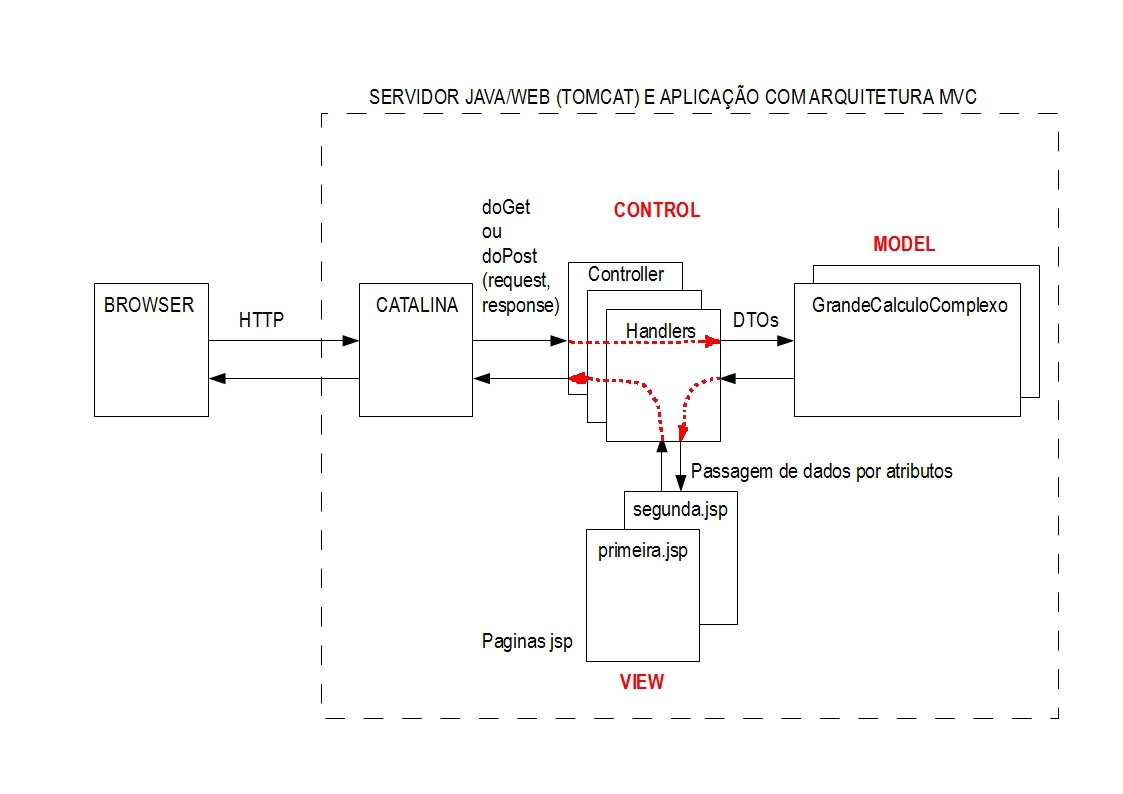 SERVIDOR JAVA/WEB (TOMCAT) E APLICAÇÃO COM ARQUITETURA MVC
doGet
ou
doPost
(request,
response)
CONTROL
MODEL
BROWSER
HTTP
CATALINA
Controller
Handlers
DTOs
GrandeCalculoComplexo
Passagem de dados por atributos
segunda.jsp
primeira.jsp
Paginas jsp
VIEW